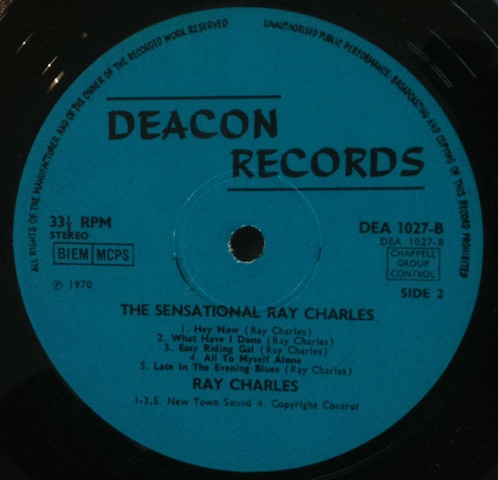 ALL RIGHTS OF THE MANUFACTURER AND OF THE OWNER OF THE RECORDED WORK RESERVED
UNAUTHORISED PUBLIC PERFORMANCE, BROADCASTING AND COPYING OF THIS RECORD PROHIBITED
DEACON
RECORDS
33⅓ RPM
STEREO
BIEM MCPS
℗ 1970
DEA 1027-B
DEA 1027-B
CHAPPELL
GROUP
CONTROL
SIDE 2
THE SENSATIONAL RAY CHARLES
1. Hey Now (Ray Charles)
2. What Have I Done (Ray Charles)
3. Easy Riding Gal (Ray Charles)
4. All To Myself Alone
5. Late In The Evening Blues (Ray Charles)
RAY CHARLES
1-3,5. New Town Sound 4. Copyright Control